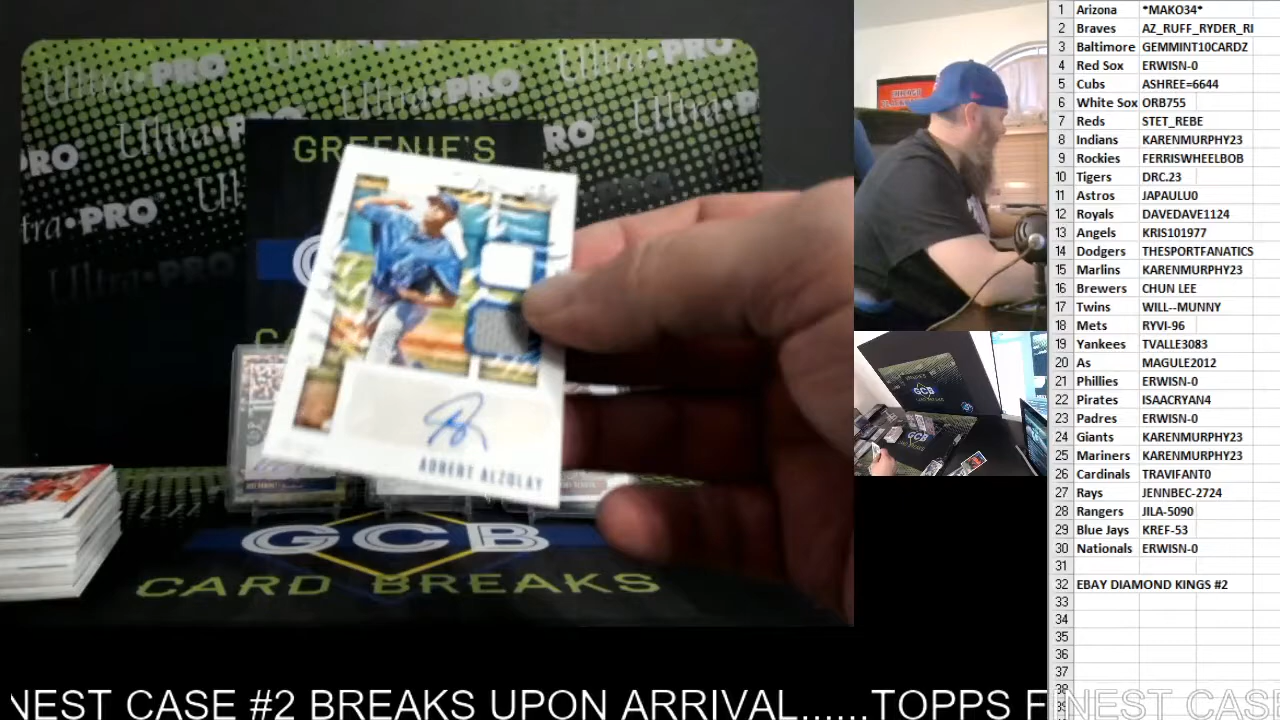 Ultra•PRO
GREENIE'S
PRO
Ultra•PRO
ADBERT ALZOLAY
GCB
CARD BREAKS
1 Arizona *MAKO34*
2 Braves AZ_RUFF_RYDER_RI
3 Baltimore GEMMINT10CARDZ
4 Red Sox ERWISN-0
5 Cubs ASHREE=6644
6 White Sox ORB755
7 Reds STET_REBE
8 Indians KARENMURPHY23
9 Rockies FERRISWHEELBOB
10 Tigers DRC.23
11 Astros JAPAULU0
12 Royals DAVEDAVE1124
13 Angels KRIS101977
14 Dodgers THESPORTFANATICS
15 Marlins KARENMURPHY23
16 Brewers CHUN LEE
17 Twins WILL--MUNNY
18 Mets RYVI-96
19 Yankees TVALLE3083
20 As MAGULE2012
21 Phillies ERWISN-0
22 Pirates ISAACRYAN4
23 Padres ERWISN-0
24 Giants KARENMURPHY23
25 Mariners KARENMURPHY23
26 Cardinals TRAVIFANT0
27 Rays JENNBEC-2724
28 Rangers JILA-5090
29 Blue Jays KREF-53
30 Nationals ERWISN-0
31
32 EBAY DIAMOND KINGS #2
33
34
35
36
37
38
NEST CASE #2 BREAKS UPON ARRIVAL......TOPPS FINEST CASE